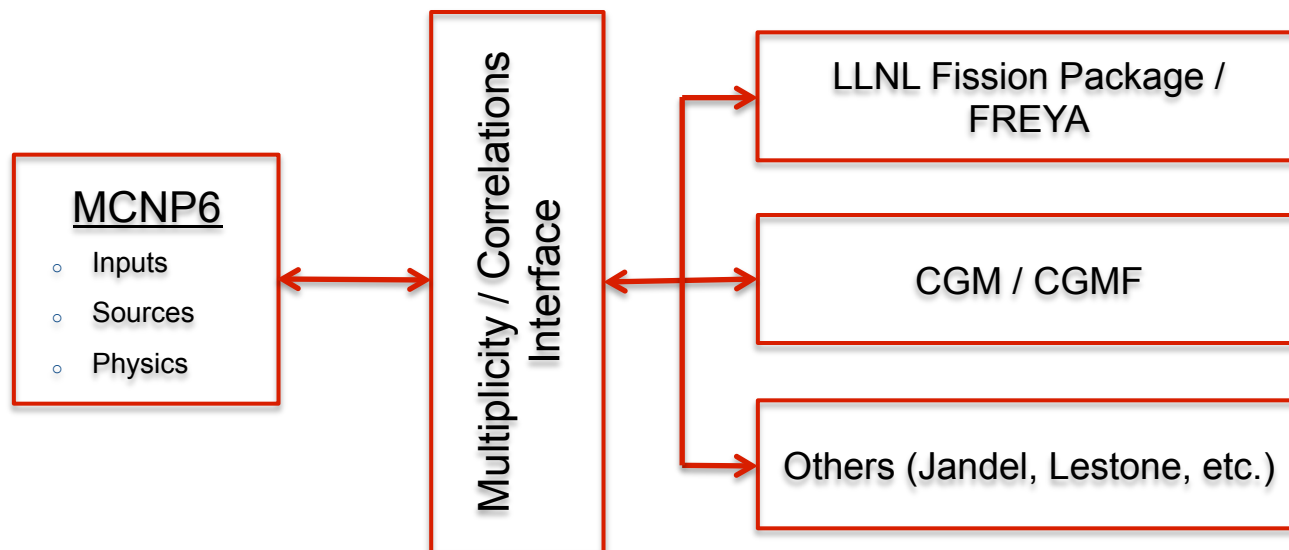 MCNP6
Inputs
Sources
Physics
Multiplicity / Correlations
Interface
LLNL Fission Package /
FREYA
CGM / CGMF
Others (Jandel, Lestone, etc.)